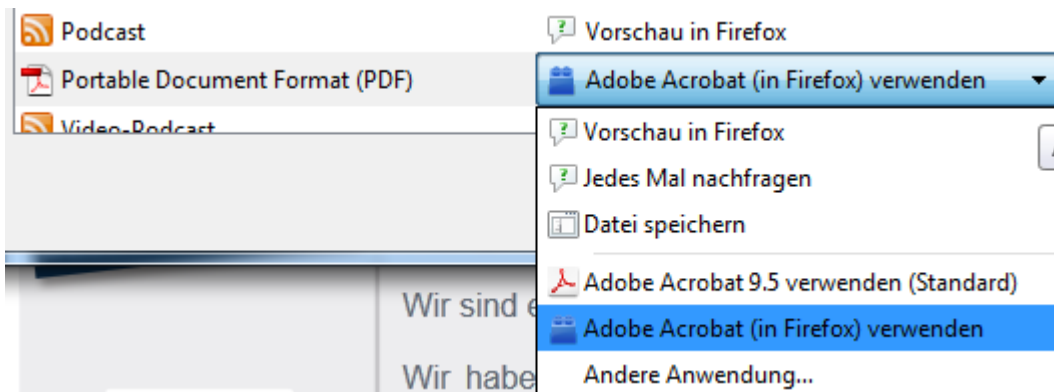 Podcast
Vorschau in Firefox
Portable Document Format (PDF)
Adobe Acrobat (in Firefox) verwenden
Video-Podcast
Vorschau in Firefox
Jedes Mal nachfragen
Datei speichern
Adobe Acrobat 9.5 verwenden (Standard)
Adobe Acrobat (in Firefox) verwenden
Andere Anwendung...
Wir sind e
Wir habe